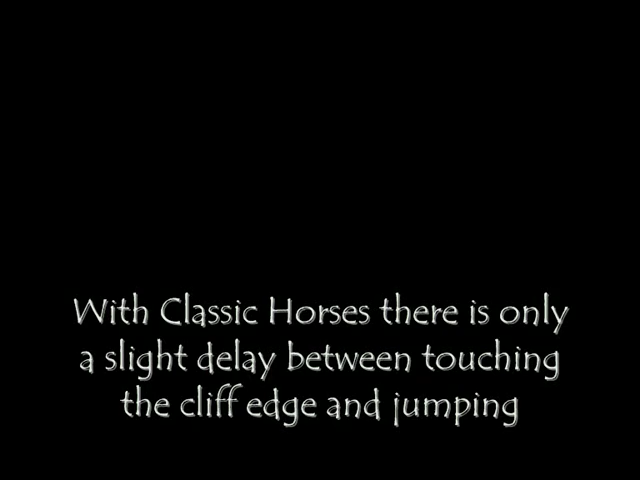 With Classic Horses there is only
a slight delay between touching
the cliff edge and jumping